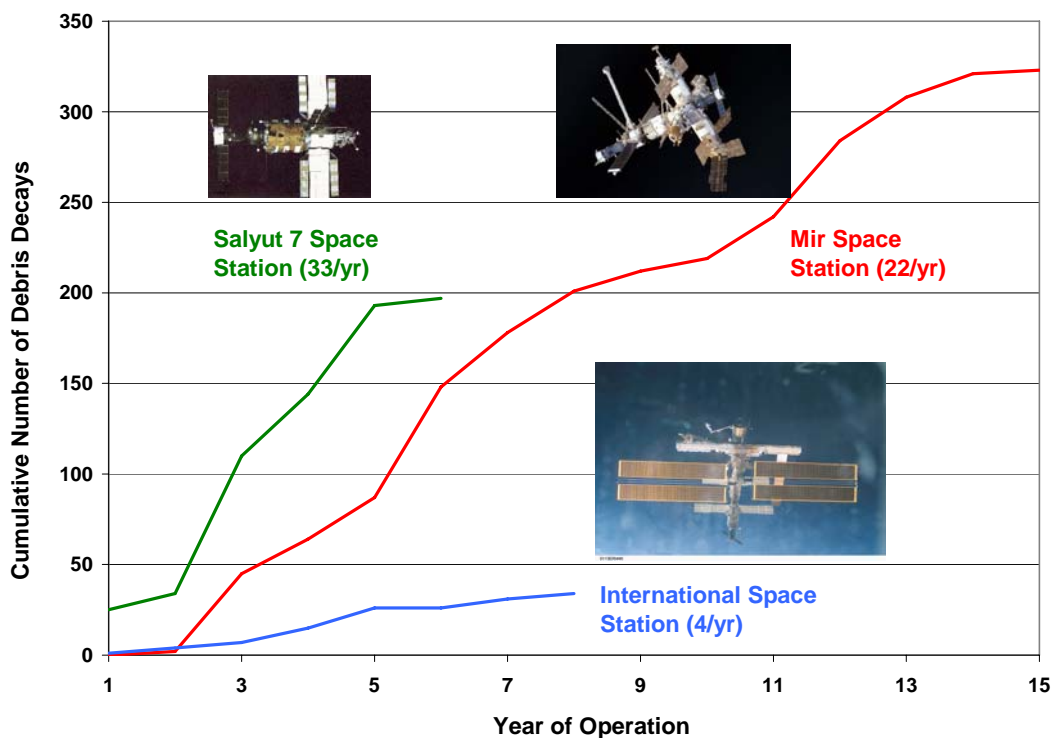 350
300
250
200
150
100
50
0
Cumulative Number of Debris Decays
Salyut 7 Space
Station (33/yr)
Mir Space
Station (22/yr)
International Space
Station (4/yr)
1 3 5 7 9 11 13 15
Year of Operation